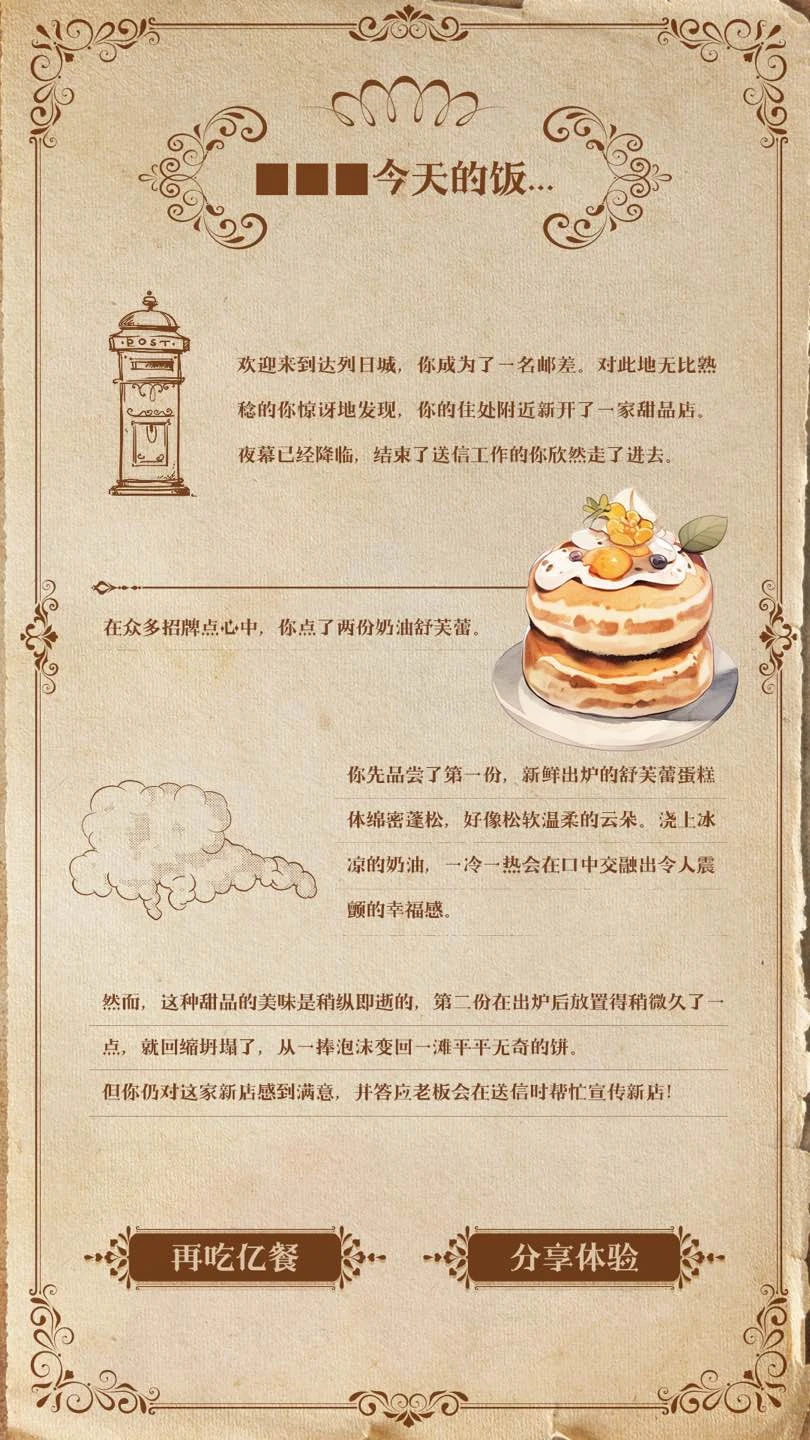 ■■■今天的饭...
POST
欢迎来到达列日城，你成为了一名邮差。对此地无比熟
稔的你惊讶地发现，你的住处附近新开了一家甜品店。
夜幕已经降临，结束了送信工作的你欣然走了进去。
在众多招牌点心中，你点了两份奶油舒芙蕾。
你先品尝了第一份，新鲜出炉的舒芙蕾蛋糕
体绵密蓬松，好像松软温柔的云朵。浇上冰
凉的奶油，一冷一热会在口中交融出令人震
颤的幸福感。
然而，这种甜品的美味是稍纵即逝的，第二份在出炉后放置得稍微久了一
点，就回缩坍塌了，从一捧泡沫变回一滩平平无奇的饼。
但你仍对这家新店感到满意，并答应老板会在送信时帮忙宣传新店！
再吃亿餐
分享体验